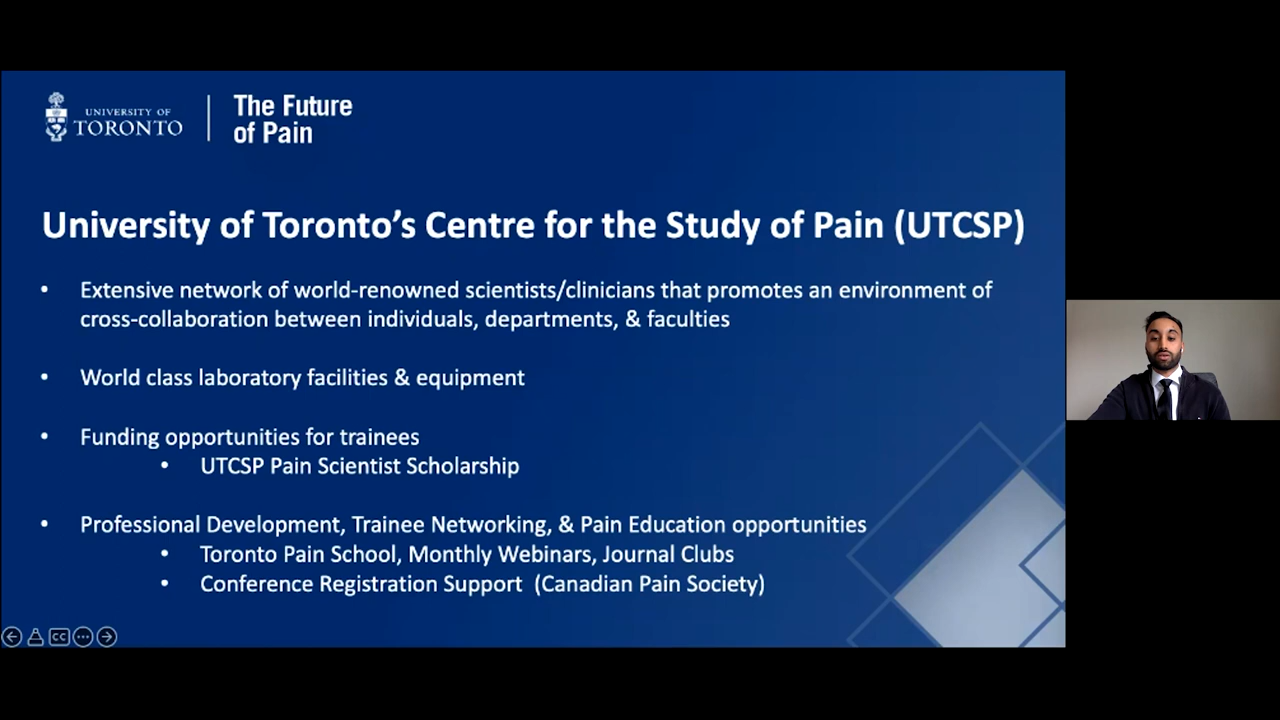 UNIVERSITY OF
TORONTO
The Future
of Pain
University of Toronto’s Centre for the Study of Pain (UTCSP)
• Extensive network of world-renowned scientists/clinicians that promotes an environment of
cross-collaboration between individuals, departments, & faculties
• World class laboratory facilities & equipment
• Funding opportunities for trainees
• UTCSP Pain Scientist Scholarship
• Professional Development, Trainee Networking, & Pain Education opportunities
• Toronto Pain School, Monthly Webinars, Journal Clubs
• Conference Registration Support (Canadian Pain Society)
CC